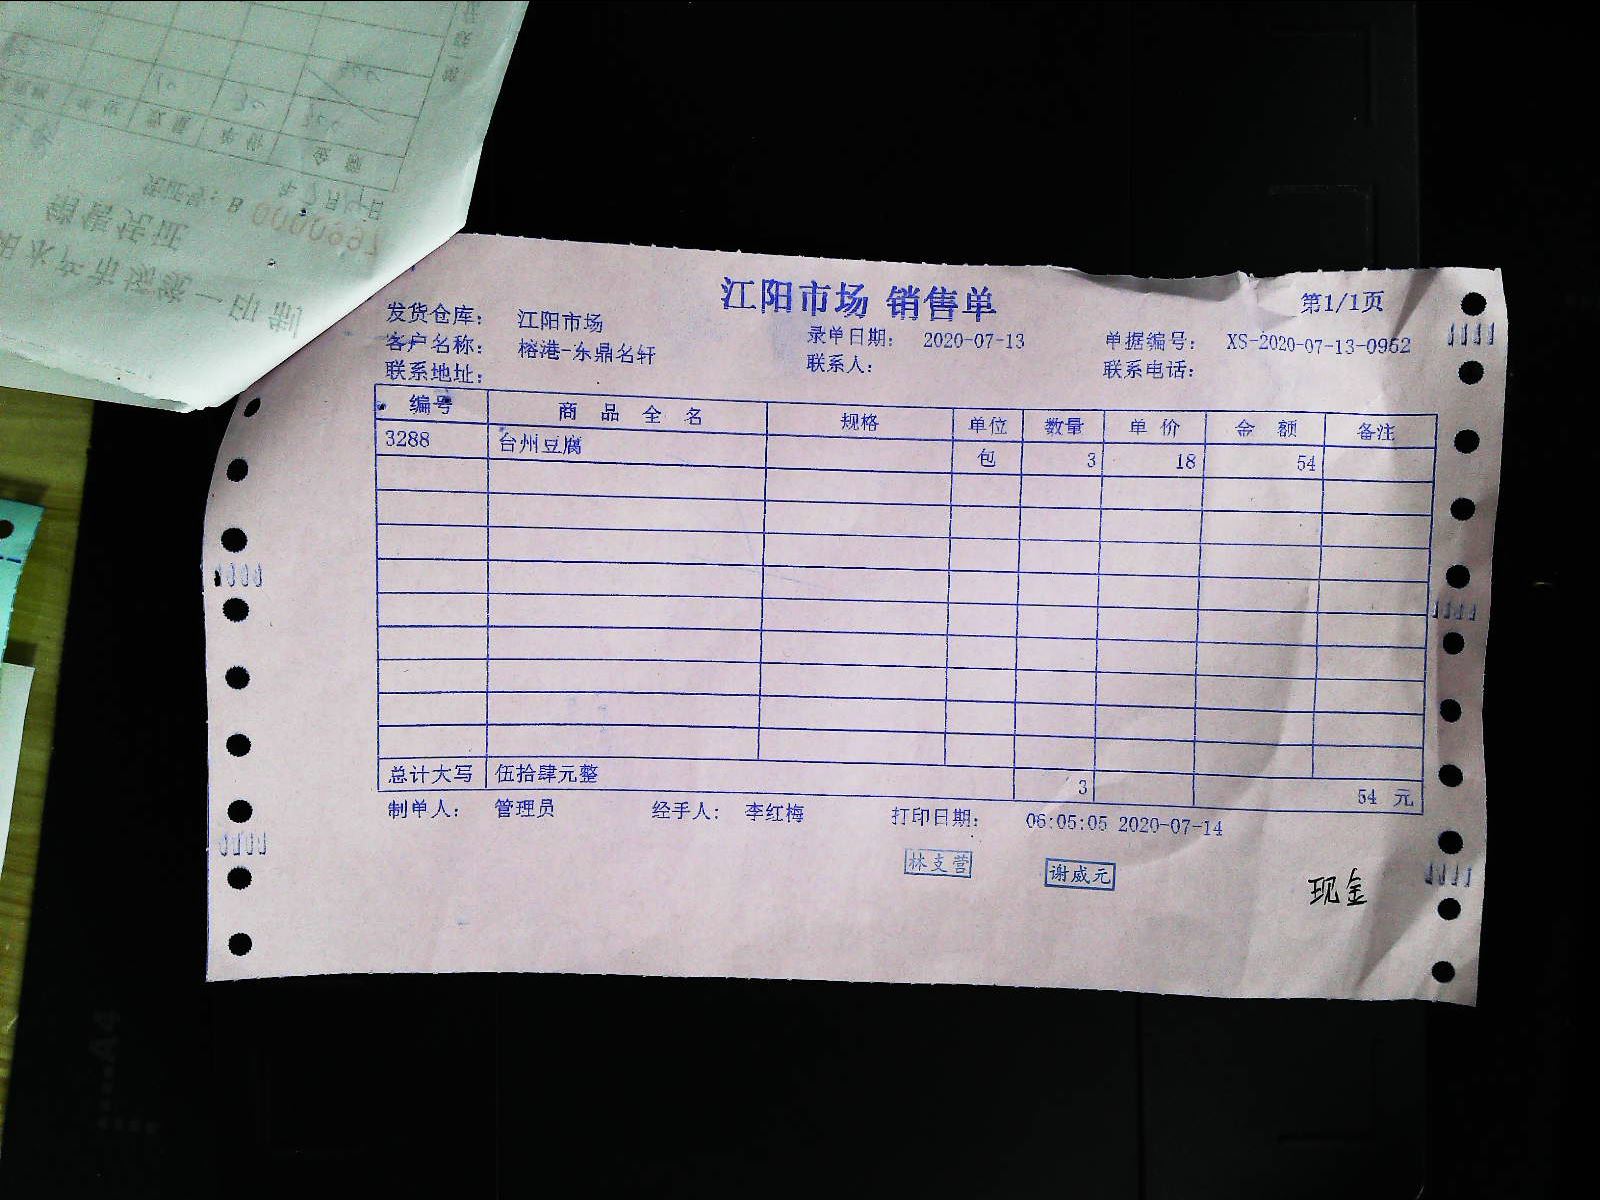 江阳市场 销售单
第1/1页
发货仓库： 江阳市场
录单日期： 2020-07-13 单据编号： XS-2020-07-13-0952
客户名称： 榕港-东鼎名轩
联系人： 联系电话：
联系地址：
编号 商品全名 规格 单位 数量 单价 金额 备注
3288 台州豆腐 包 3 18 54
总计大写 伍拾肆元整 3 54 元
制单人： 管理员 经手人： 李红梅 打印日期： 06:05:05 2020-07-14
林支营 谢威元
现金